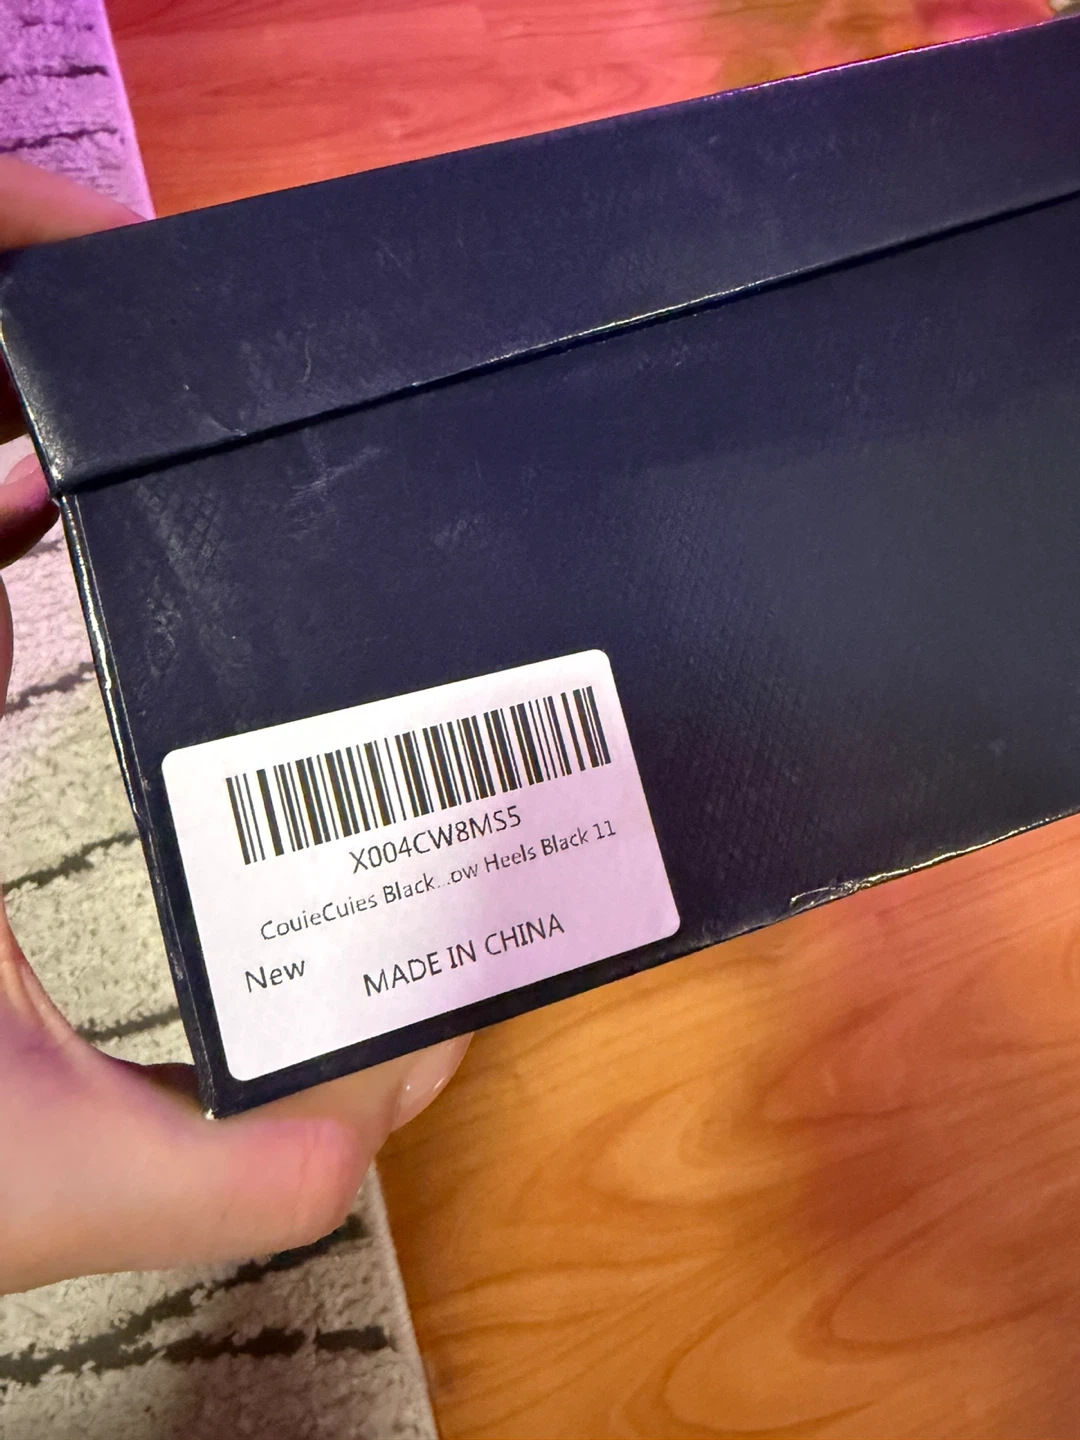 X004CW8MS5
CouieCuies Black...ow Heels Black 11
New
MADE IN CHINA